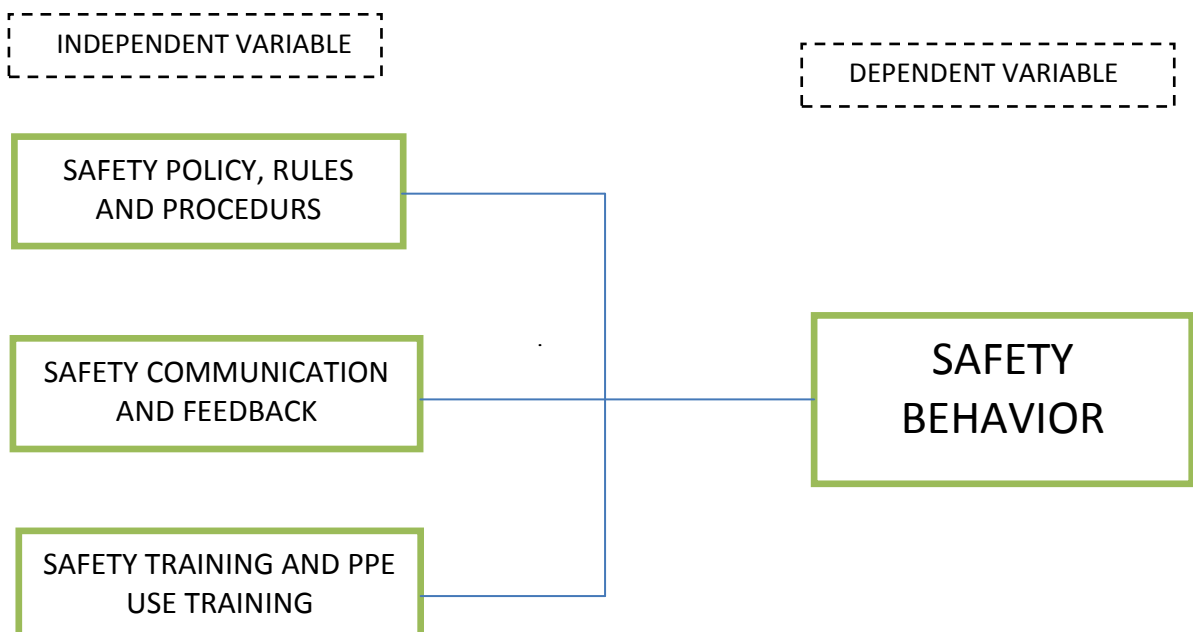 INDEPENDENT VARIABLE
DEPENDENT VARIABLE
SAFETY POLICY, RULES
AND PROCEDURS
SAFETY COMMUNICATION
AND FEEDBACK
SAFETY
BEHAVIOR
SAFETY TRAINING AND PPE
USE TRAINING